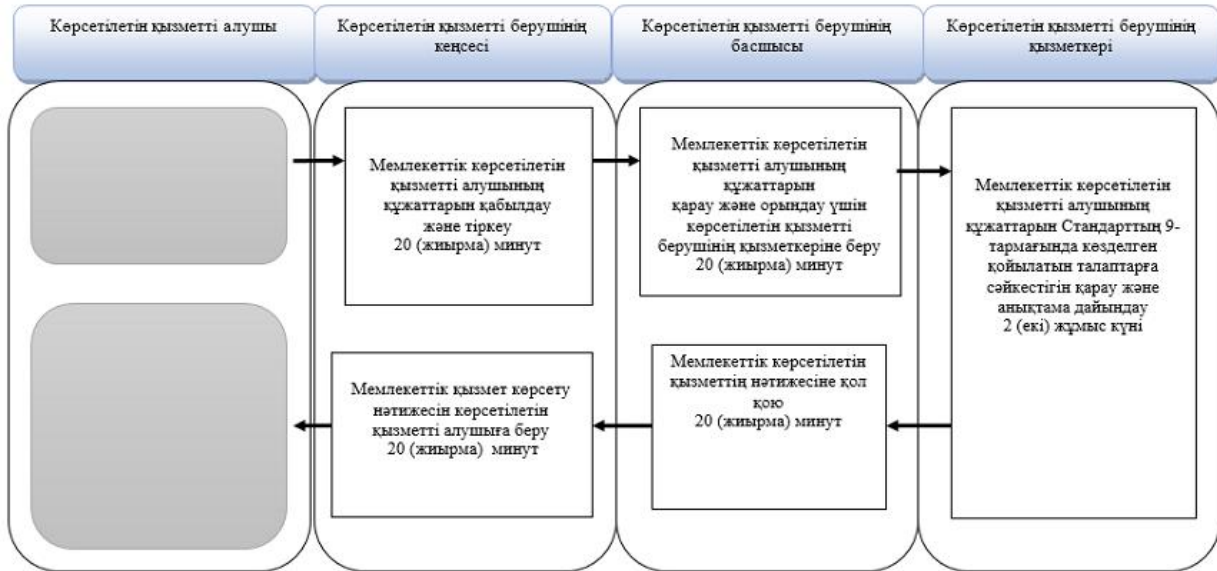 Көрсетілетін қызметті алушы
Көрсетілетін қызметті берушінің
кеңсесі
Көрсетілетін қызметті берушінің
басшысы
Көрсетілетін қызметті берушінің
қызметкері
Мемлекеттік көрсетілетін
қызметті алушының
құжаттарын қабылдау
және тіркеу
20 (жиырма) минут
Мемлекеттік көрсетілетін
қызметті алушының
құжаттарын
қарау және орындау үшін
көрсетілетін қызметті
берушінің қызметкеріне беру
20 (жиырма) минут
Мемлекеттік көрсетілетін
қызметті алушының
құжаттарын Стандарттың 9-
тармағында көзделген
қойылатын талаптарға
сәйкестігін қарау және
анықтама дайындау
2 (екі) жұмыс күні
Мемлекеттік көрсетілетін
қызметтің нәтижесіне қол
қою
20 (жиырма) минут
Мемлекеттік қызмет көрсету
нәтижесін көрсетілетін
қызметті алушыға беру
20 (жиырма) минут